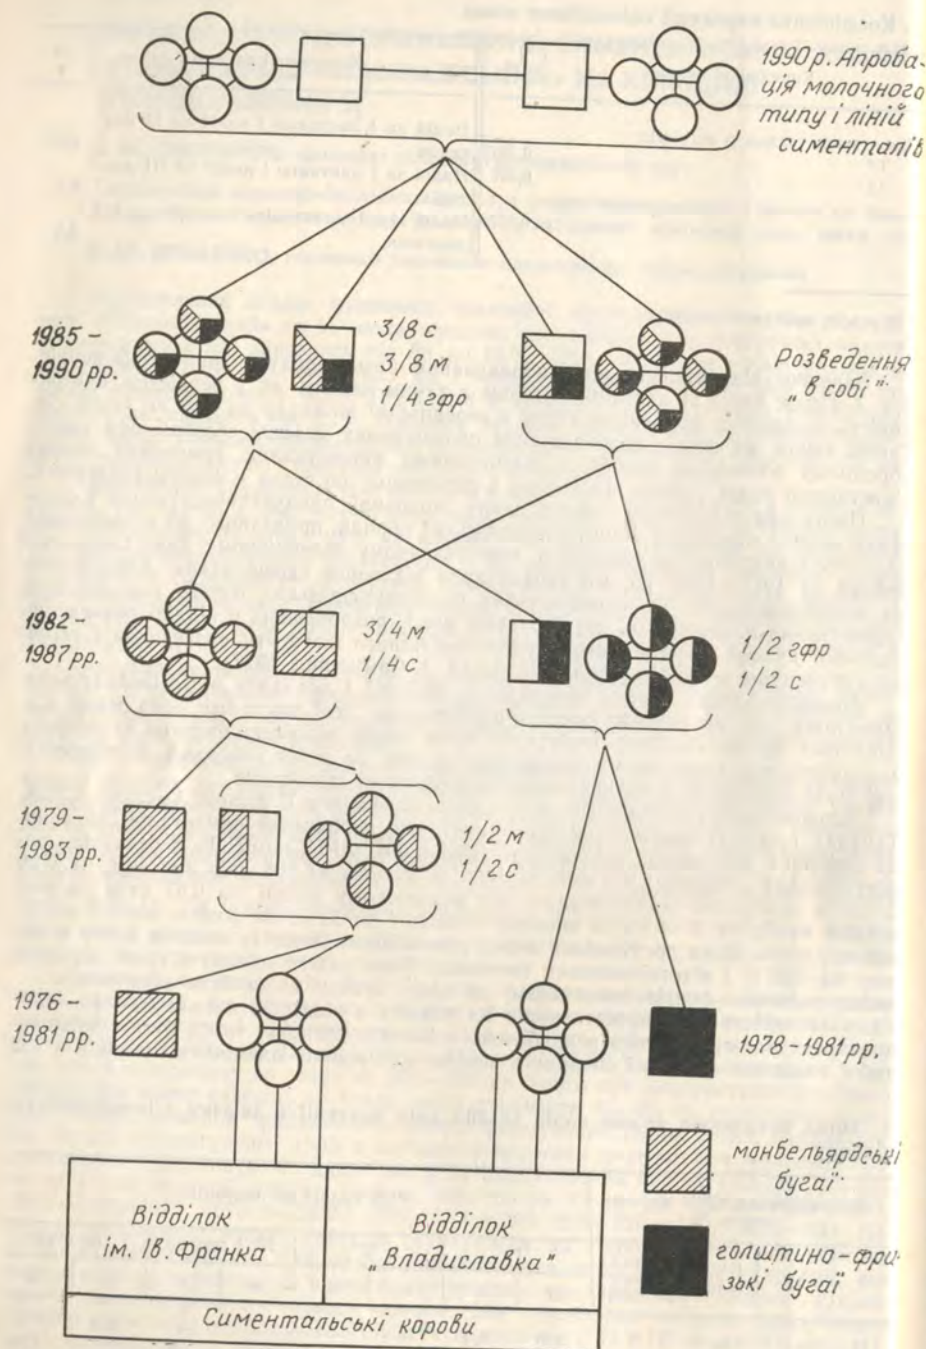 1990 р. Апроба-
ція молочного
типу і ліній
сименталів
1985 –
1990 рр.
3/8 с
3/8 м
1/4 гфр
Розведення
„в собі"
1982 –
1987 рр.
3/4 м
1/4 с
1/2 гфр
1/2 с
1979 –
1983 рр.
1/2 м
1/2 с
1976 –
1981 рр.
1978 – 1981 рр.
монбельярдські
бугаї
Відділок
ім. Ів. Франка
Відділок
„Владиславка"
голштино-фри-
зькі бугаї
Симентальські корови